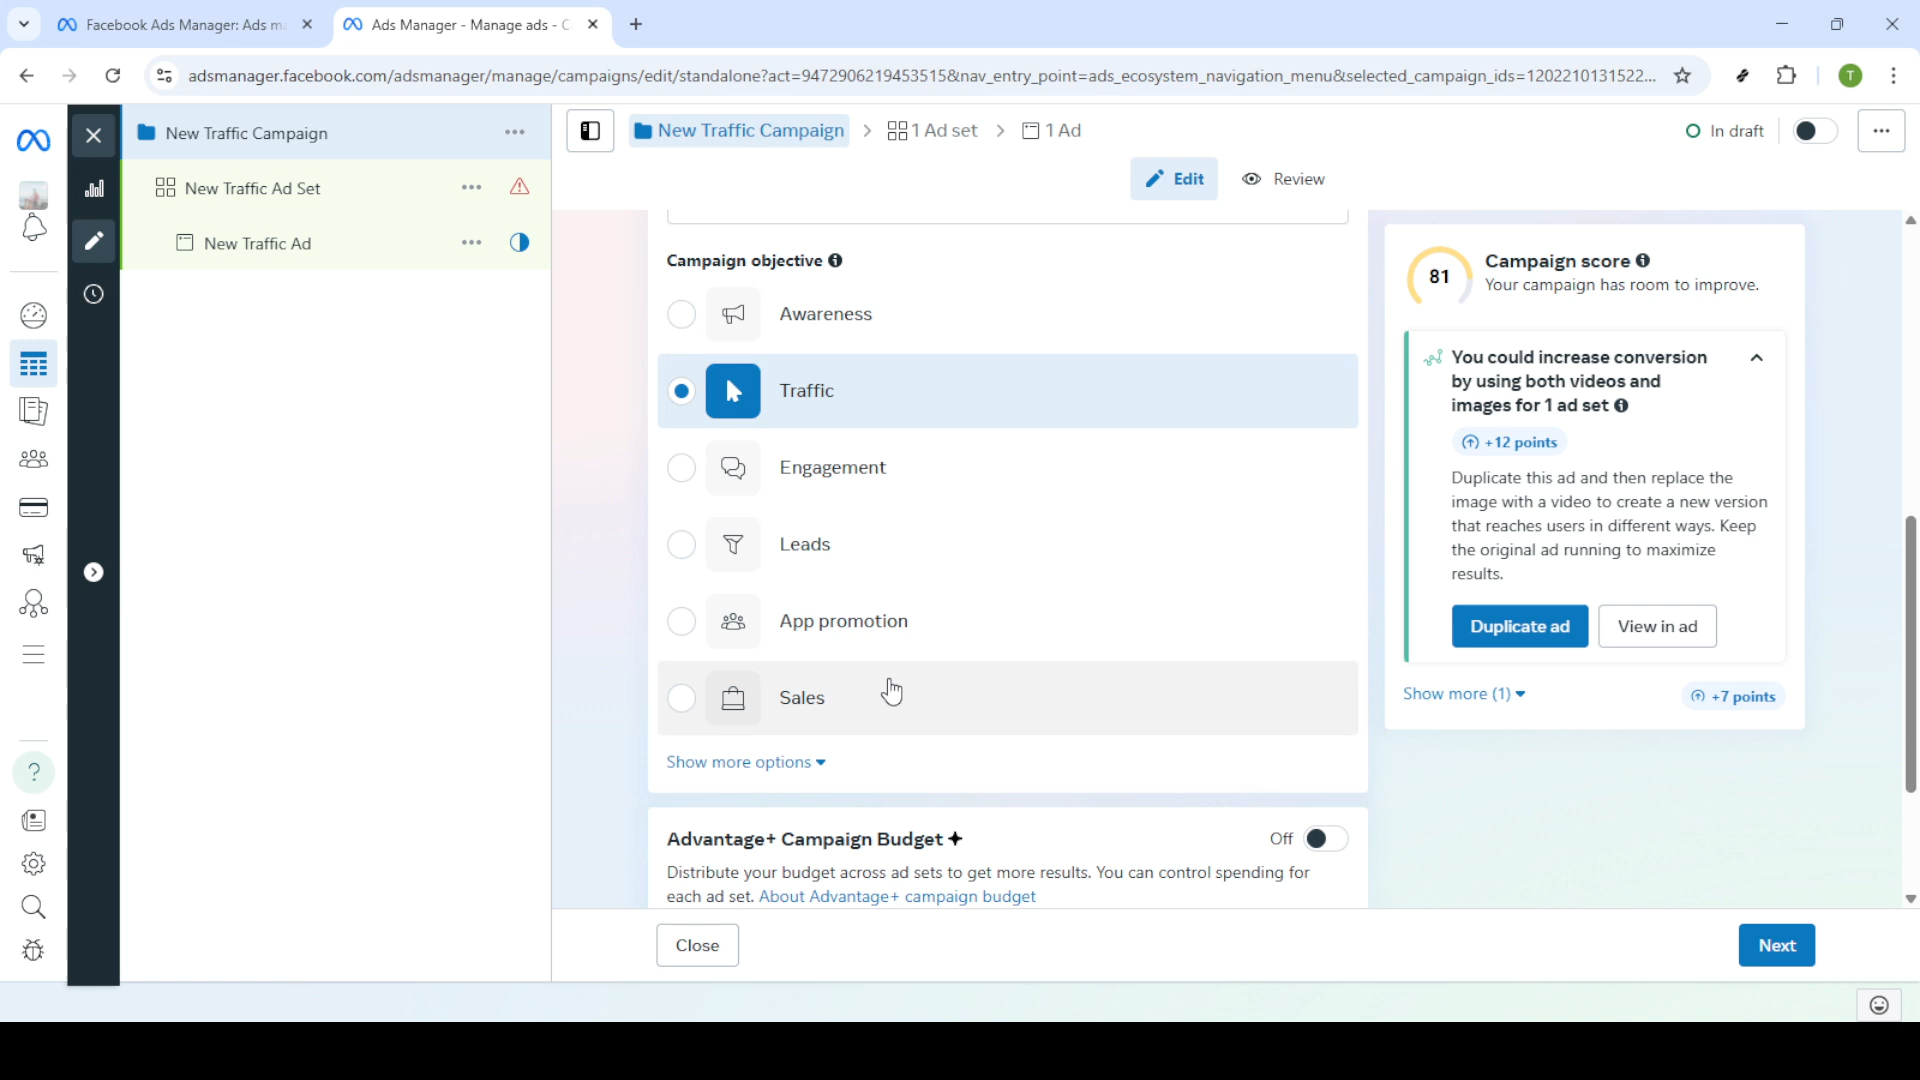 Facebook Ads Manager: Ads ma
Ads Manager - Manage ads - C
adsmanager.facebook.com/adsmanager/manage/campaigns/edit/standalone?act=9472906219453515&nav_entry_point=ads_ecosystem_navigation_menu&selected_campaign_ids=1202210131522...
T
New Traffic Campaign
New Traffic Ad Set
New Traffic Ad
New Traffic Campaign > 1 Ad set > 1 Ad
In draft
Edit
Review
Campaign objective
Awareness
Traffic
Engagement
Leads
App promotion
Sales
Show more options
Advantage+ Campaign Budget
Off
Distribute your budget across ad sets to get more results. You can control spending for
each ad set. About Advantage+ campaign budget
81
Campaign score
Your campaign has room to improve.
You could increase conversion
by using both videos and
images for 1 ad set
+12 points
Duplicate this ad and then replace the
image with a video to create a new version
that reaches users in different ways. Keep
the original ad running to maximize
results.
Duplicate ad
View in ad
Show more (1)
+7 points
Close
Next